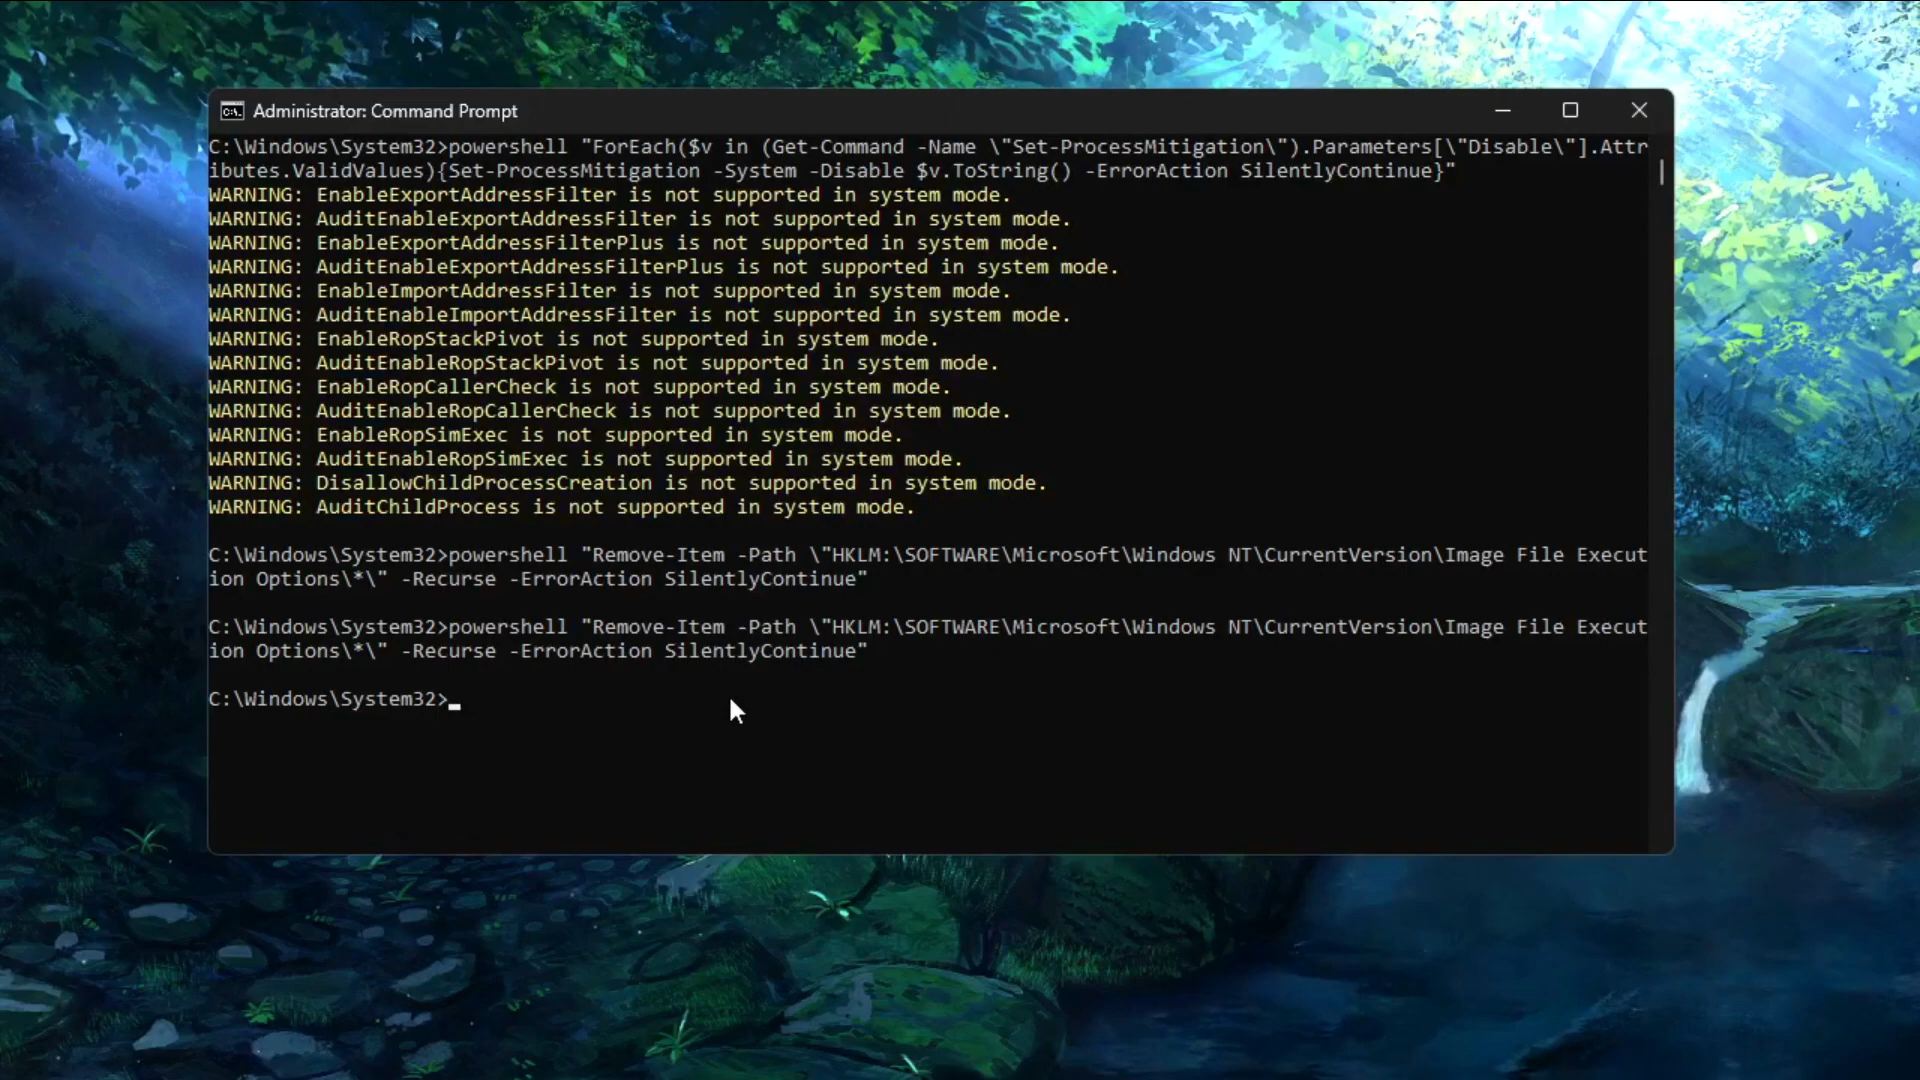 Administrator: Command Prompt
C:\Windows\System32>powershell "ForEach($v in (Get-Command -Name \"Set-ProcessMitigation\").Parameters[\"Disable\"].Attr
ibutes.ValidValues){Set-ProcessMitigation -System -Disable $v.ToString() -ErrorAction SilentlyContinue}"
WARNING: EnableExportAddressFilter is not supported in system mode.
WARNING: AuditEnableExportAddressFilter is not supported in system mode.
WARNING: EnableExportAddressFilterPlus is not supported in system mode.
WARNING: AuditEnableExportAddressFilterPlus is not supported in system mode.
WARNING: EnableImportAddressFilter is not supported in system mode.
WARNING: AuditEnableImportAddressFilter is not supported in system mode.
WARNING: EnableRopStackPivot is not supported in system mode.
WARNING: AuditEnableRopStackPivot is not supported in system mode.
WARNING: EnableRopCallerCheck is not supported in system mode.
WARNING: AuditEnableRopCallerCheck is not supported in system mode.
WARNING: EnableRopSimExec is not supported in system mode.
WARNING: AuditEnableRopSimExec is not supported in system mode.
WARNING: DisallowChildProcessCreation is not supported in system mode.
WARNING: AuditChildProcess is not supported in system mode.
C:\Windows\System32>powershell "Remove-Item -Path \"HKLM:\SOFTWARE\Microsoft\Windows NT\CurrentVersion\Image File Execut
ion Options\*\" -Recurse -ErrorAction SilentlyContinue"
C:\Windows\System32>powershell "Remove-Item -Path \"HKLM:\SOFTWARE\Microsoft\Windows NT\CurrentVersion\Image File Execut
ion Options\*\" -Recurse -ErrorAction SilentlyContinue"
C:\Windows\System32>